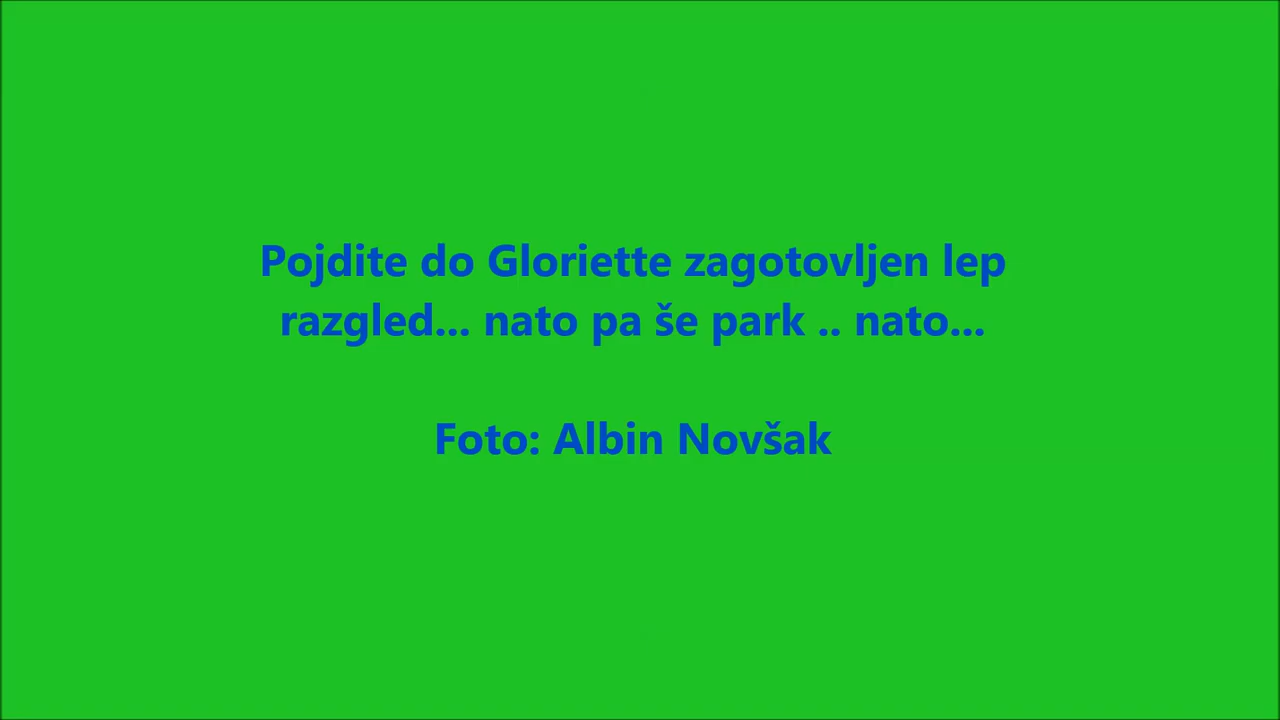 Pojdite do Gloriette zagotovljen lep
razgled... nato pa še park .. nato...
Foto: Albin Novšak